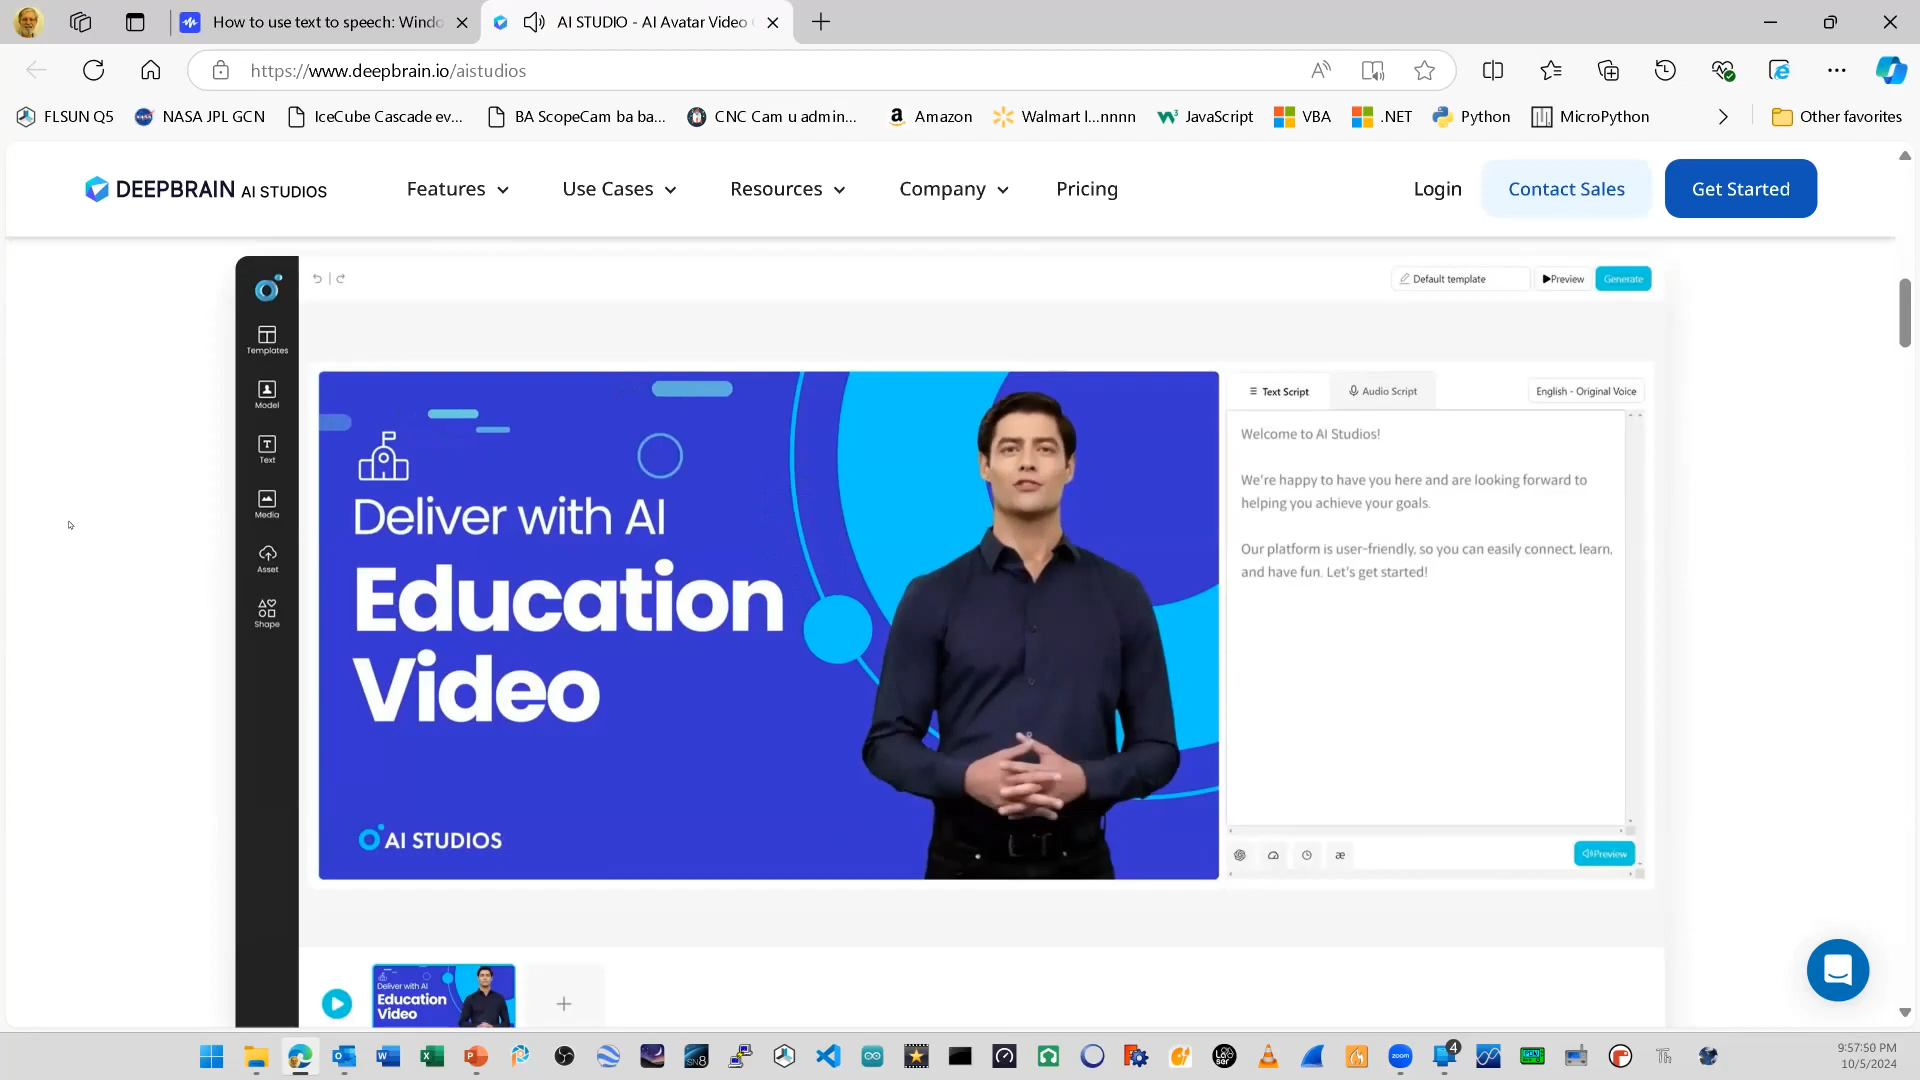 How to use text to speech: Windo
AI STUDIO - AI Avatar Video
https://www.deepbrain.io/aistudios
FLSUN Q5
NASA JPL GCN
IceCube Cascade ev...
BA ScopeCam ba ba...
CNC Cam u admin...
Amazon
Walmart l...nnnn
JavaScript
VBA
.NET
Python
MicroPython
Other favorites
DEEPBRAIN AI STUDIOS
Features
Use Cases
Resources
Company
Pricing
Login
Contact Sales
Get Started
Default template
Preview
Generate
Templates
Model
Text
Media
Asset
Shape
Deliver with AI
Education
Video
AI STUDIOS
Text Script
Audio Script
English - Original Voice
Welcome to AI Studios!
We're happy to have you here and are looking forward to
helping you achieve your goals.
Our platform is user-friendly, so you can easily connect, learn,
and have fun. Let's get started!
æ
Preview
Deliver with AI
Education
Video
SN8
zoom
4
Th
9:57:50 PM
10/5/2024